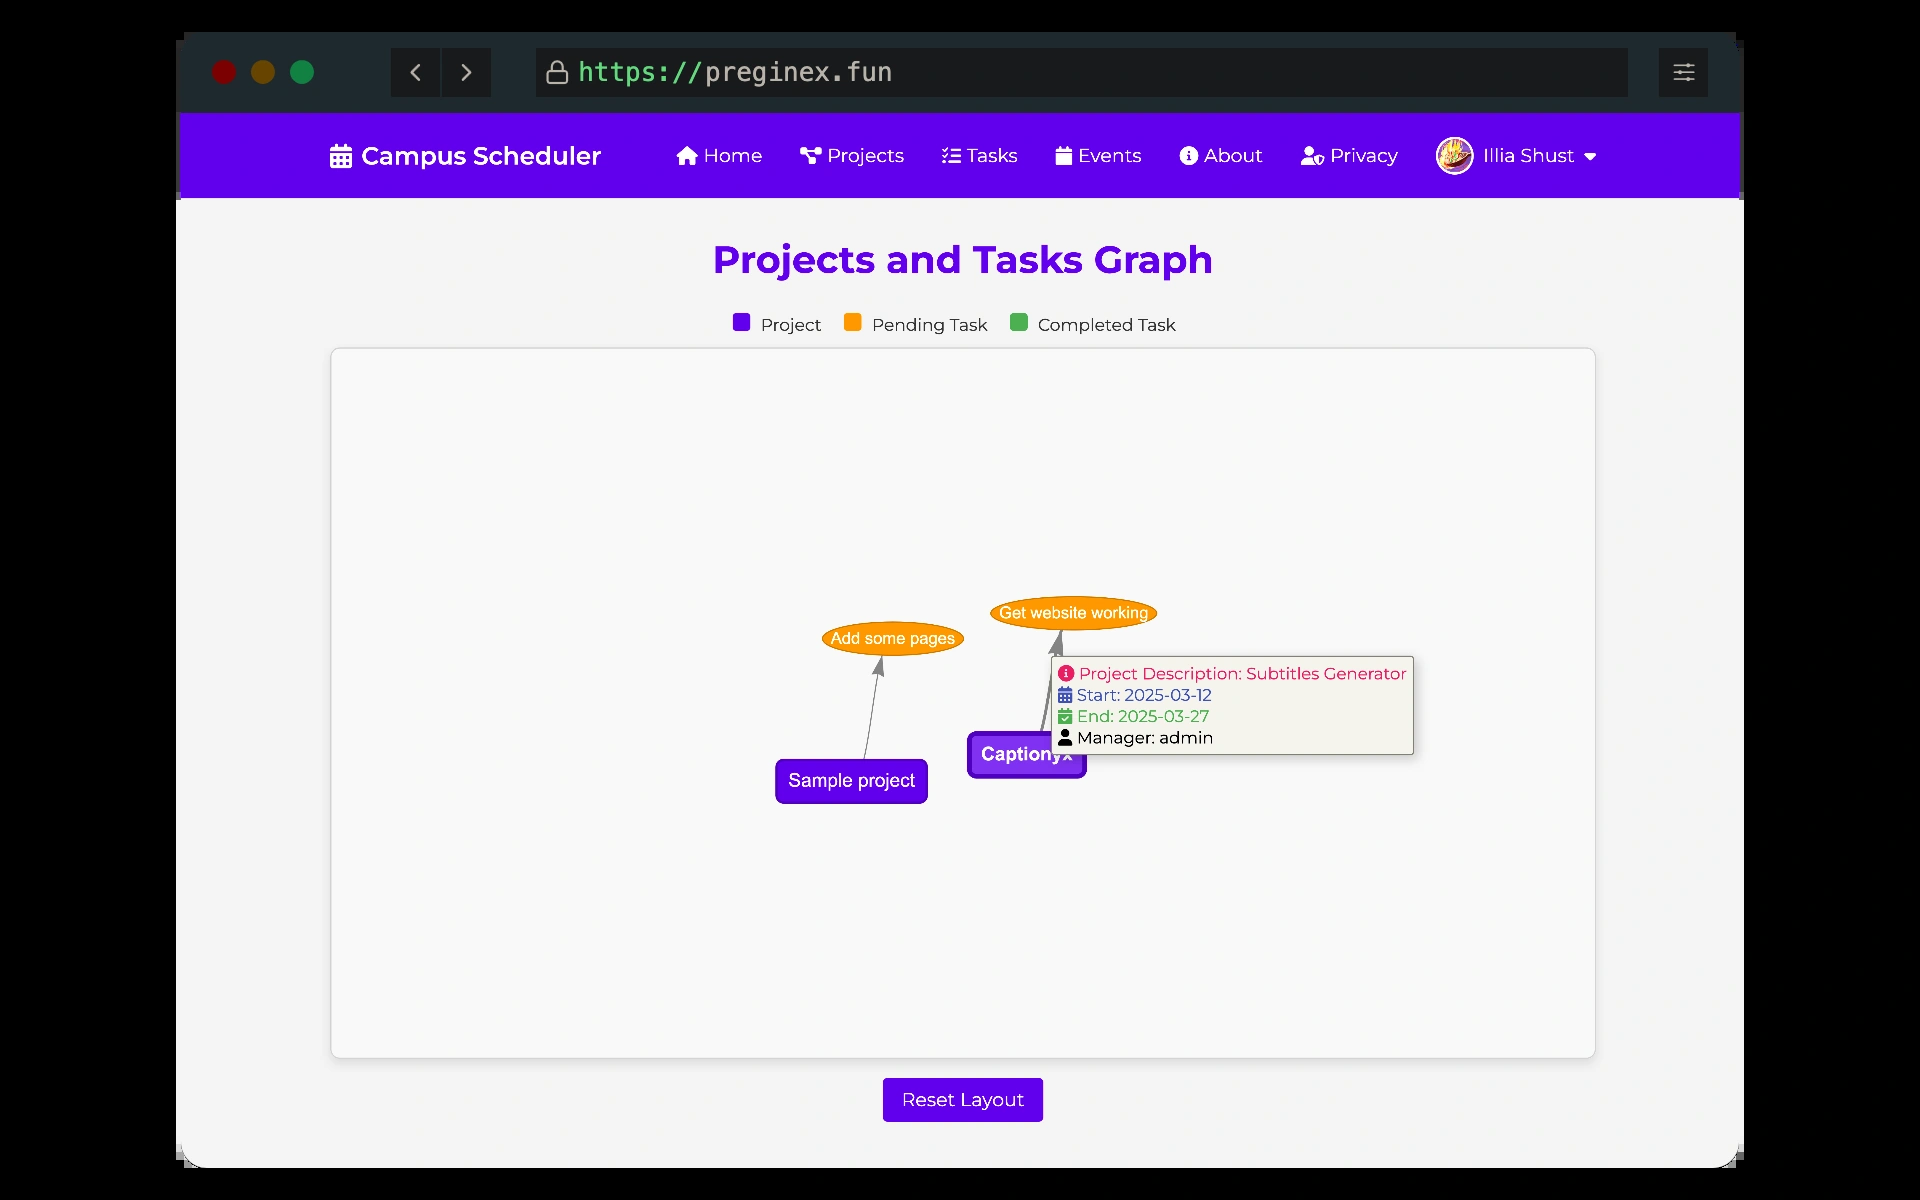 https://preginex.fun
Campus Scheduler
Home
Projects
Tasks
Events
About
Privacy
Illia Shust
Projects and Tasks Graph
Project
Pending Task
Completed Task
Get website working
Add some pages
Project Description: Subtitles Generator
Start: 2025-03-12
End: 2025-03-27
Manager: admin
Captionyx
Sample project
Reset Layout